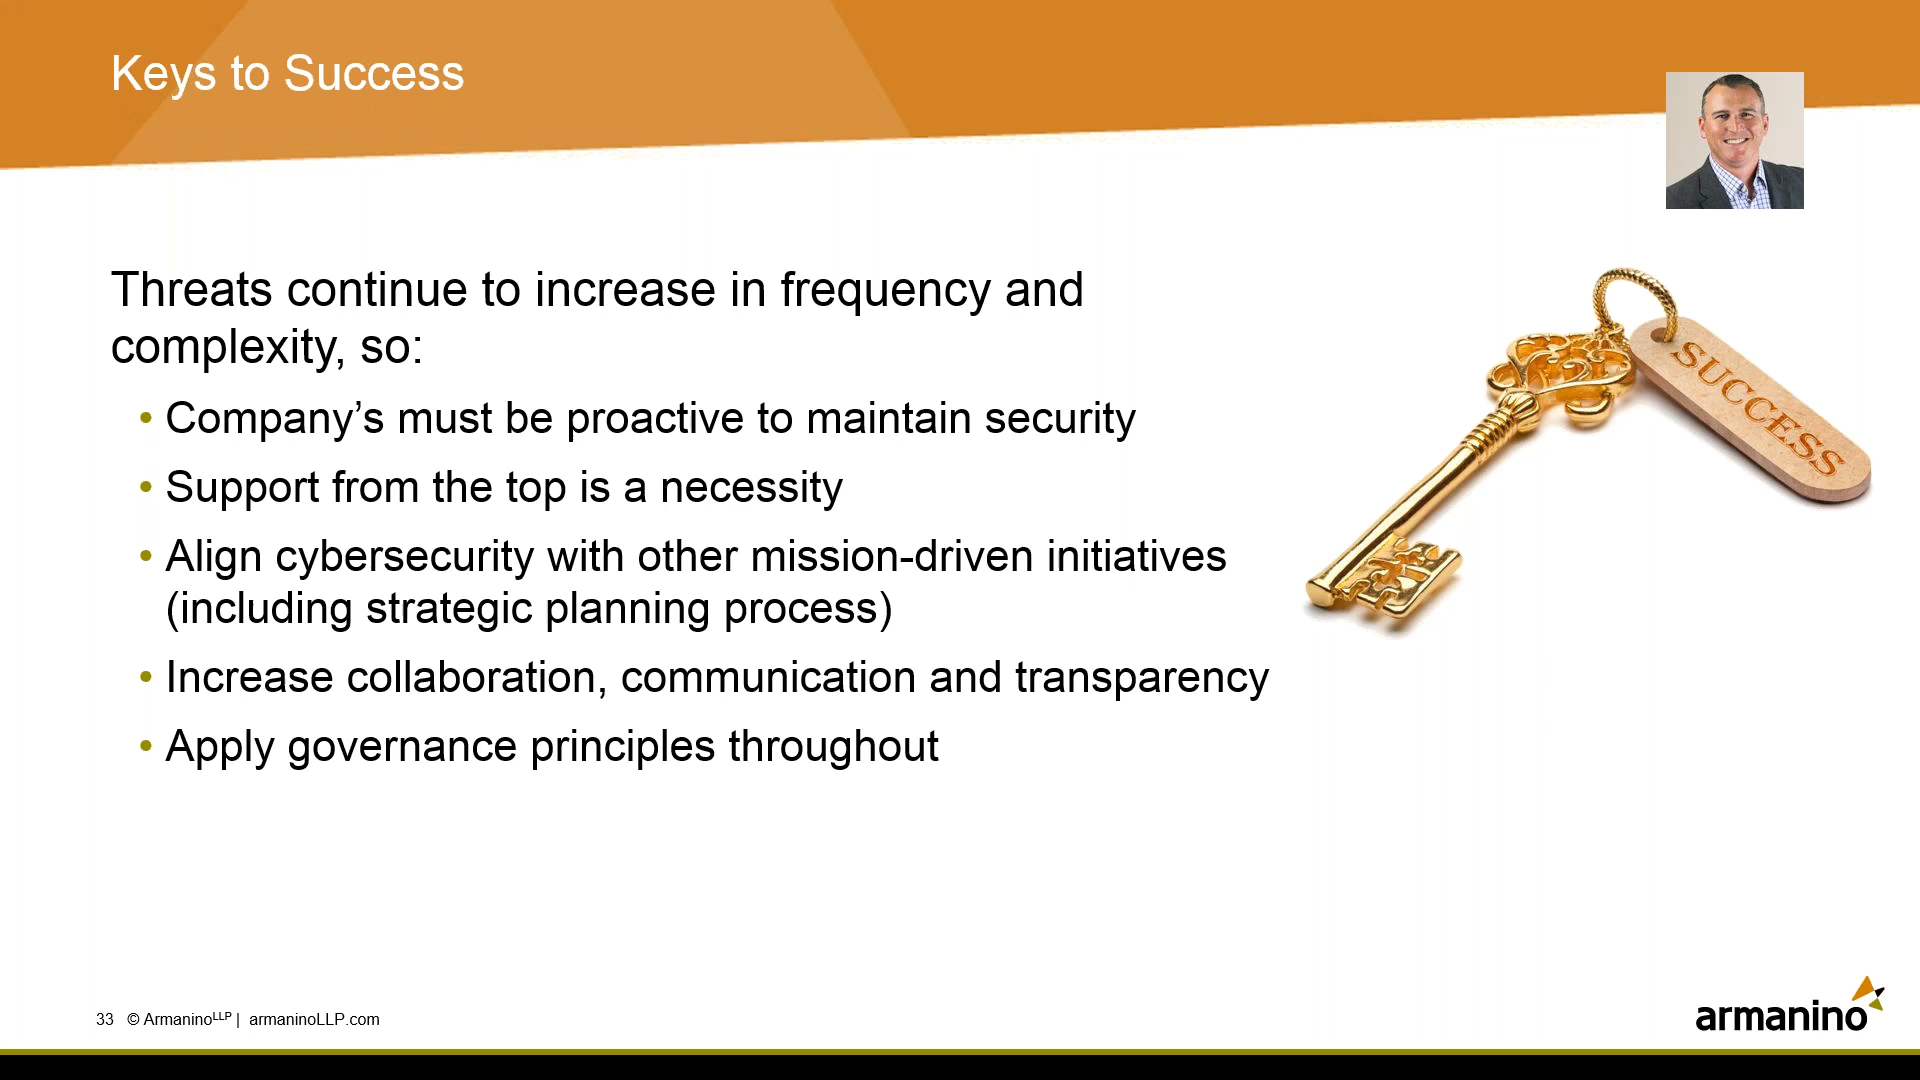 Keys to Success
Threats continue to increase in frequency and
complexity, so:
• Company’s must be proactive to maintain security
• Support from the top is a necessity
• Align cybersecurity with other mission-driven initiatives
(including strategic planning process)
• Increase collaboration, communication and transparency
• Apply governance principles throughout
SUCCESS
33 © ArmaninoLLP | armaninoLLP.com
armanino